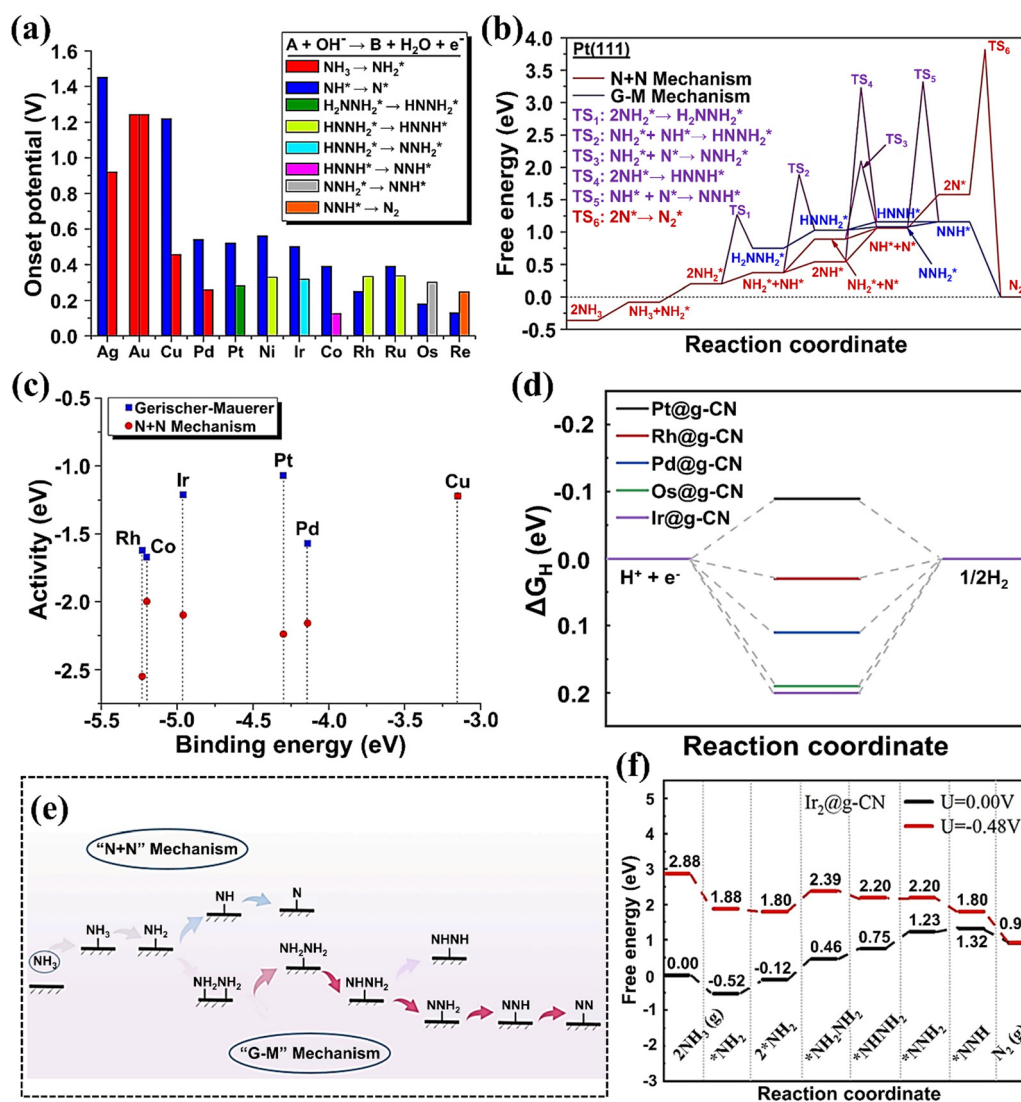 (a)
Onset potential (V)
1.6
1.4
1.2
1.0
0.8
0.6
0.4
0.2
0.0
Ag Au Cu Pd Pt Ni Ir Co Rh Ru Os Re
A + OH⁻ → B + H₂O + e⁻
NH₃ → NH₂*
NH* → N*
H₂NNH₂* → HNNH₂*
HNNH₂* → HNNH*
HNNH₂* → NNH₂*
HNNH* → NNH*
NNH₂* → NNH*
NNH* → N₂
(b)
Free energy (eV)
4.0
3.5
3.0
2.5
2.0
1.5
1.0
0.5
0.0
-0.5
Pt(111)
N+N Mechanism
G-M Mechanism
TS₁: 2NH₂* → H₂NNH₂*
TS₂: NH₂* + NH* → HNNH₂*
TS₃: NH₂* + N* → NNH₂*
TS₄: 2NH* → HNNH*
TS₅: NH* + N* → NNH*
TS₆: 2N* → N₂*
TS₆
TS₄
TS₅
TS₃
TS₂
TS₁
2N*
HNNH₂*
HNNH*
NNH*
H₂NNH₂*
NH*+N*
2NH₂*
NH₂*+NH*
2NH*
NH₂*+N*
NNH₂*
N₂
2NH₃
NH₃+NH₂*
Reaction coordinate
(c)
Activity (eV)
-0.5
-1.0
-1.5
-2.0
-2.5
Gerischer-Mauerer
N+N Mechanism
Rh
Co
Ir
Pt
Pd
Cu
-5.5 -5.0 -4.5 -4.0 -3.5 -3.0
Binding energy (eV)
(d)
ΔG_H (eV)
-0.2
-0.1
0.0
0.1
0.2
Pt@g-CN
Rh@g-CN
Pd@g-CN
Os@g-CN
Ir@g-CN
H⁺ + e⁻
1/2H₂
Reaction coordinate
(e)
"N+N" Mechanism
NH₃
NH₃
NH₂
NH
N
NH₂NH₂
NH₂NH₂
NHNH₂
NHNH
NNH₂
NNH
NN
"G-M" Mechanism
(f)
Free energy (eV)
5
4
3
2
1
0
-1
-2
-3
Ir₂@g-CN
U=0.00V
U=-0.48V
2.88
1.88
1.80
2.39
2.20
2.20
1.80
0.9
0.00
-0.52
-0.12
0.46
0.75
1.23
1.32
2NH₃ (g)
*NH₂
2*NH₂
*NH₂NH₂
*NHNH₂
*NNH₂
*NNH
N₂ (g)
Reaction coordinate